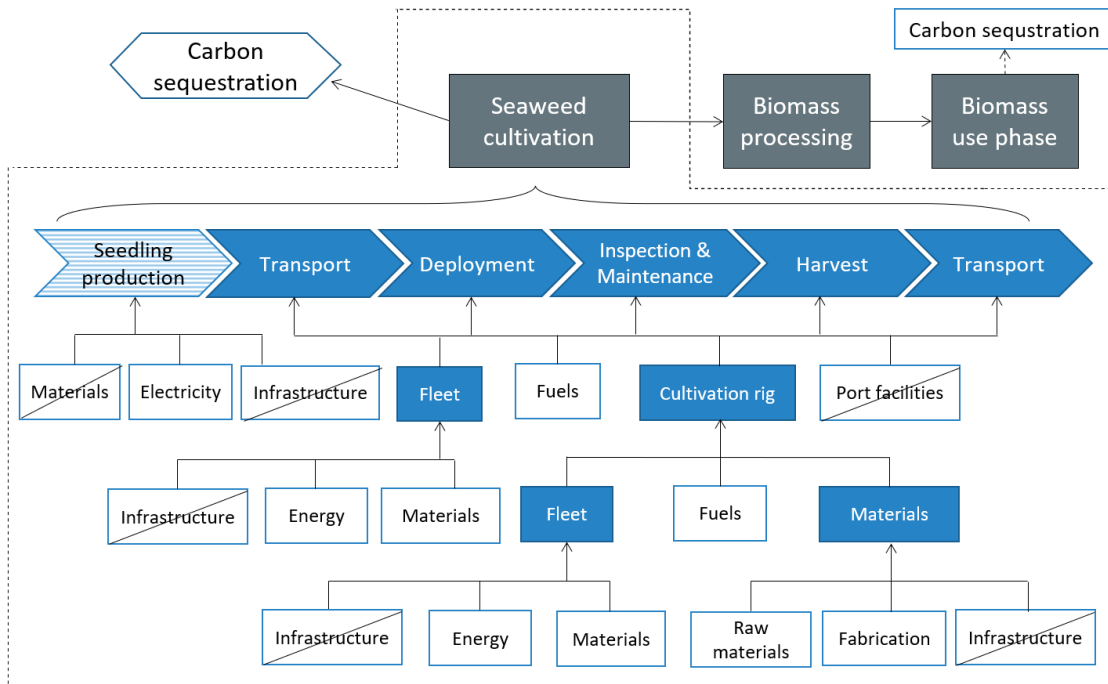 Carbon
sequestration
Carbon sequstration
Seaweed
cultivation
Biomass
processing
Biomass
use phase
Seedling
production
Transport
Deployment
Inspection &
Maintenance
Harvest
Transport
Materials
Electricity
Infrastructure
Fleet
Fuels
Cultivation rig
Port facilities
Infrastructure
Energy
Materials
Fleet
Fuels
Materials
Infrastructure
Energy
Materials
Raw
materials
Fabrication
Infrastructure